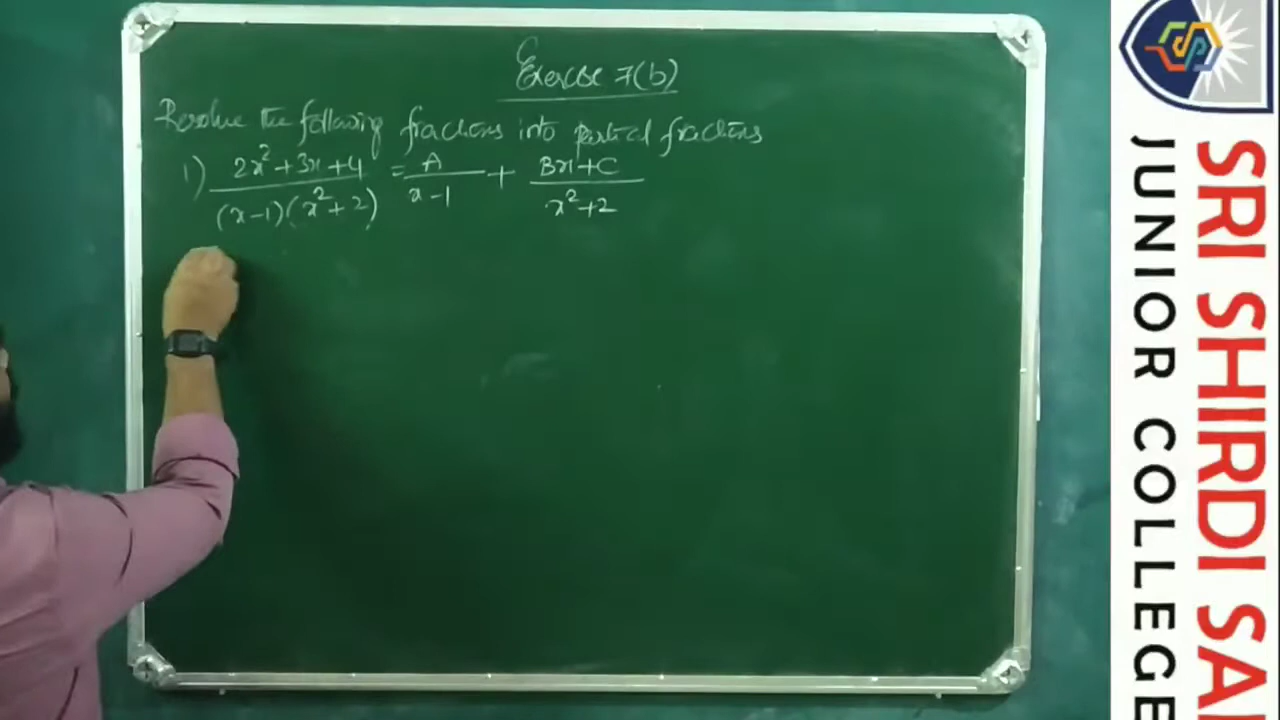 Exercise 7(b)
Resolve the following fractions into partial fractions
1) (2x²+3x+4)/((x-1)(x²+2)) = A/(x-1) + (Bx+C)/(x²+2)
SRI SHIRDI SAI
JUNIOR COLLEGE